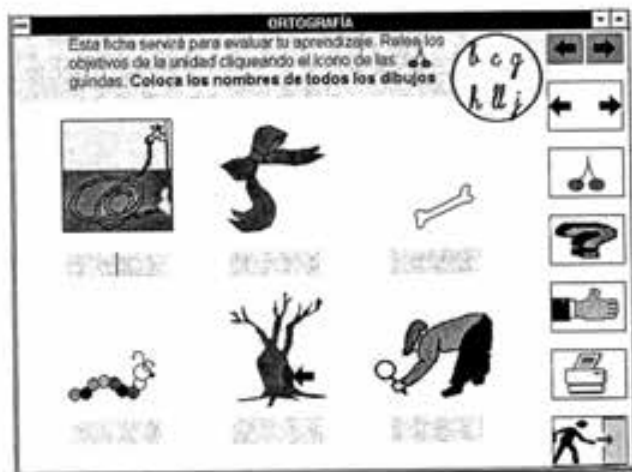 ORTOGRAFÍA
Esta ficha servirá para evaluar tu aprendizaje. Relee los
objetivos de la unidad cliqueando el icono de las
guindas. Coloca los nombres de todos los dibujos
b c g
h ll j